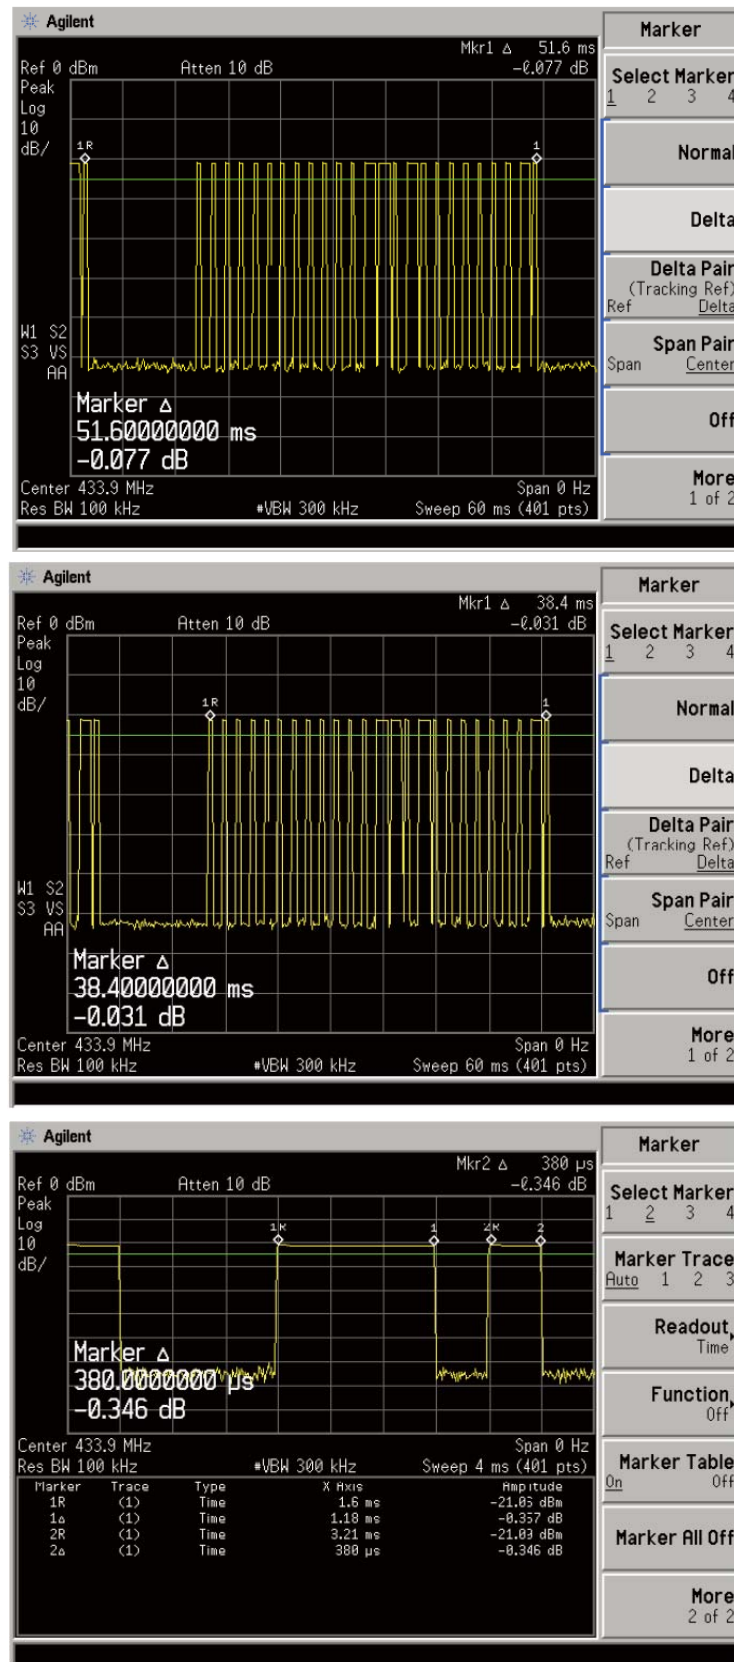 Agilent
Marker
Mkr1 Δ 51.6 ms
Ref 0 dBm Atten 10 dB -0.077 dB
Select Marker
1 2 3 4
Peak
Log
10
dB/
1R 1
Normal
Delta
Delta Pair
(Tracking Ref)
Ref Delta
W1 S2
S3 VS
AA
Span Pair
Span Center
Marker Δ
51.60000000 ms
-0.077 dB
Off
Center 433.9 MHz Span 0 Hz
Res BW 100 kHz #VBW 300 kHz Sweep 60 ms (401 pts)
More
1 of 2
Agilent
Marker
Mkr1 Δ 38.4 ms
Ref 0 dBm Atten 10 dB -0.031 dB
Select Marker
1 2 3 4
Peak
Log
10
dB/
1R 1
Normal
Delta
Delta Pair
(Tracking Ref)
Ref Delta
W1 S2
S3 VS
AA
Span Pair
Span Center
Marker Δ
38.40000000 ms
-0.031 dB
Off
Center 433.9 MHz Span 0 Hz
Res BW 100 kHz #VBW 300 kHz Sweep 60 ms (401 pts)
More
1 of 2
Agilent
Marker
Mkr2 Δ 380 µs
Ref 0 dBm Atten 10 dB -0.346 dB
Select Marker
1 2 3 4
Peak
Log
10
dB/
1R 1 2R 2
Marker Trace
Auto 1 2 3
Readout
Time
Marker Δ
380.0000000 µs
-0.346 dB
Function
Off
Center 433.9 MHz Span 0 Hz
Res BW 100 kHz #VBW 300 kHz Sweep 4 ms (401 pts)
Marker Table
On Off
Marker Trace Type X Axis Amplitude
1R (1) Time 1.6 ms -21.05 dBm
1Δ (1) Time 1.18 ms -0.357 dB
2R (1) Time 3.21 ms -21.03 dBm
2Δ (1) Time 380 µs -0.346 dB
Marker All Off
More
2 of 2